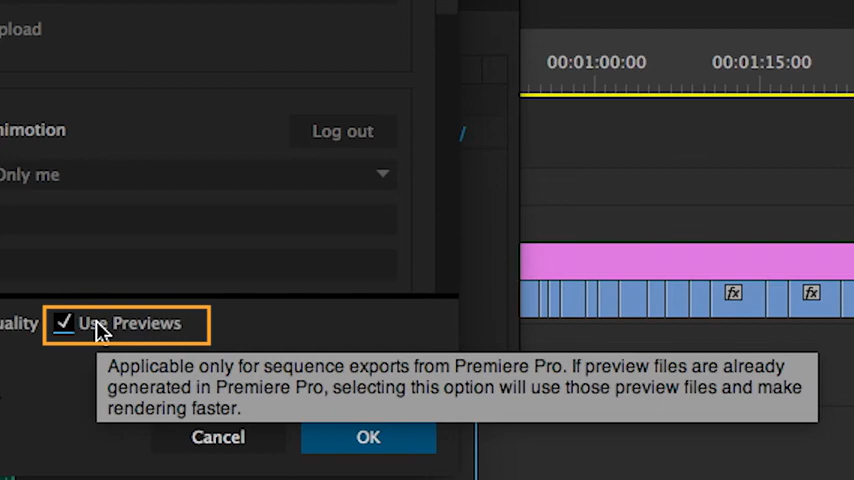 pload
00:01:00:00 00:01:15:00
nimotion
Log out
/
Only me
uality
Use Previews
Applicable only for sequence exports from Premiere Pro. If preview files are already
generated in Premiere Pro, selecting this option will use those preview files and make
rendering faster.
fx
fx
Cancel
OK